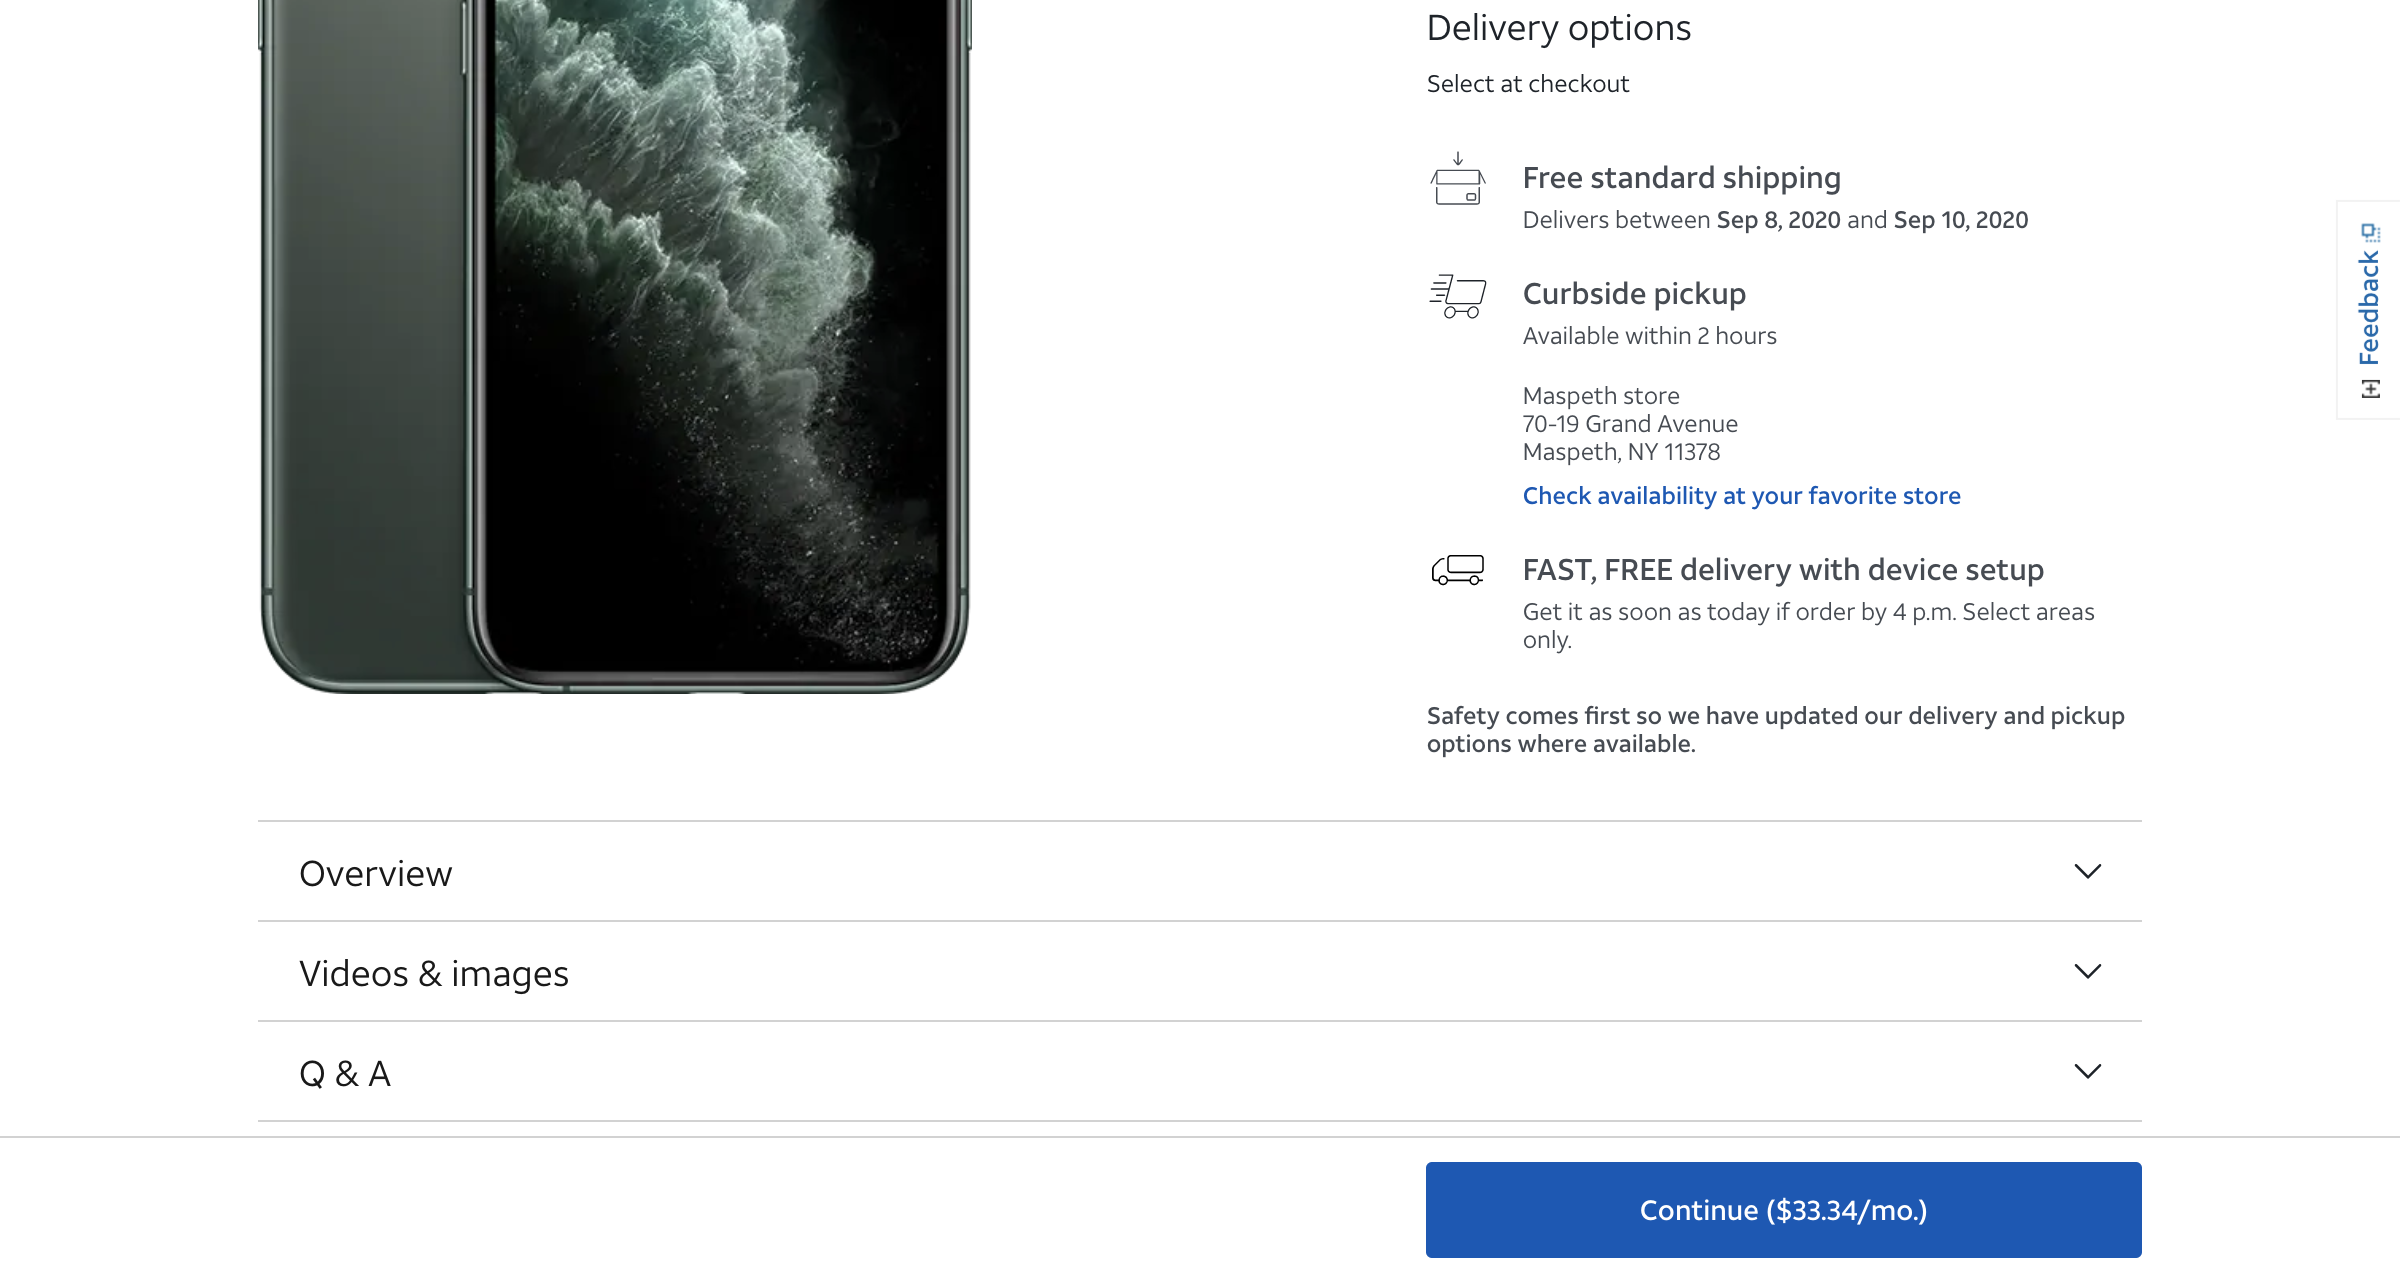 Delivery options
Select at checkout
Free standard shipping
Delivers between Sep 8, 2020 and Sep 10, 2020
Curbside pickup
Available within 2 hours
Maspeth store
70-19 Grand Avenue
Maspeth, NY 11378
Check availability at your favorite store
FAST, FREE delivery with device setup
Get it as soon as today if order by 4 p.m. Select areas
only.
Safety comes first so we have updated our delivery and pickup
options where available.
Feedback
Overview
Videos & images
Q & A
Continue ($33.34/mo.)